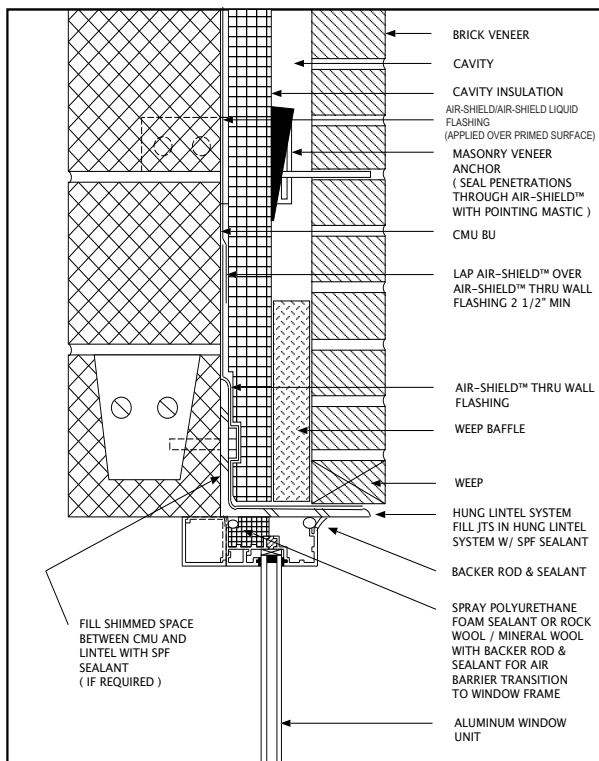 BRICK VENEER
CAVITY
CAVITY INSULATION
AIR-SHIELD/AIR-SHIELD LIQUID
FLASHING
(APPLIED OVER PRIMED SURFACE)
MASONRY VENEER
ANCHOR
( SEAL PENETRATIONS
THROUGH AIR-SHIELD™
WITH POINTING MASTIC )
CMU BU
LAP AIR-SHIELD™ OVER
AIR-SHIELD™ THRU WALL
FLASHING 2 1/2" MIN
AIR-SHIELD™ THRU WALL
FLASHING
WEEP BAFFLE
WEEP
HUNG LINTEL SYSTEM
FILL JTS IN HUNG LINTEL
SYSTEM W/ SPF SEALANT
BACKER ROD & SEALANT
SPRAY POLYURETHANE
FOAM SEALANT OR ROCK
WOOL / MINERAL WOOL
WITH BACKER ROD &
SEALANT FOR AIR
BARRIER TRANSITION
TO WINDOW FRAME
ALUMINUM WINDOW
UNIT
FILL SHIMMED SPACE
BETWEEN CMU AND
LINTEL WITH SPF
SEALANT
( IF REQUIRED )